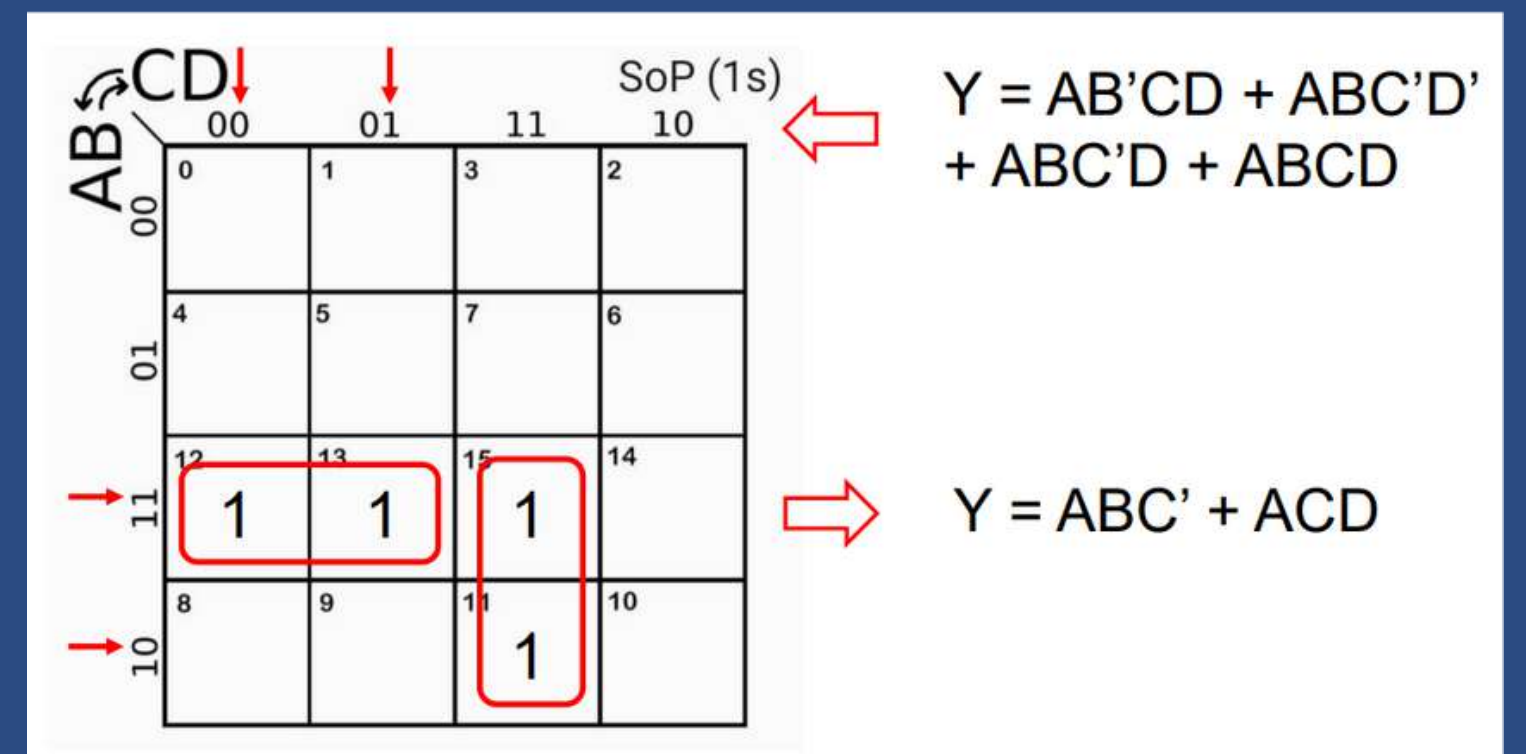 CD
SoP (1s)
AB
00 01 11 10
00
0 1 3 2
01
4 5 7 6
11
12 13 15 14
1 1 1
10
8 9 11 10
1
Y = AB’CD + ABC’D’
+ ABC’D + ABCD
Y = ABC’ + ACD